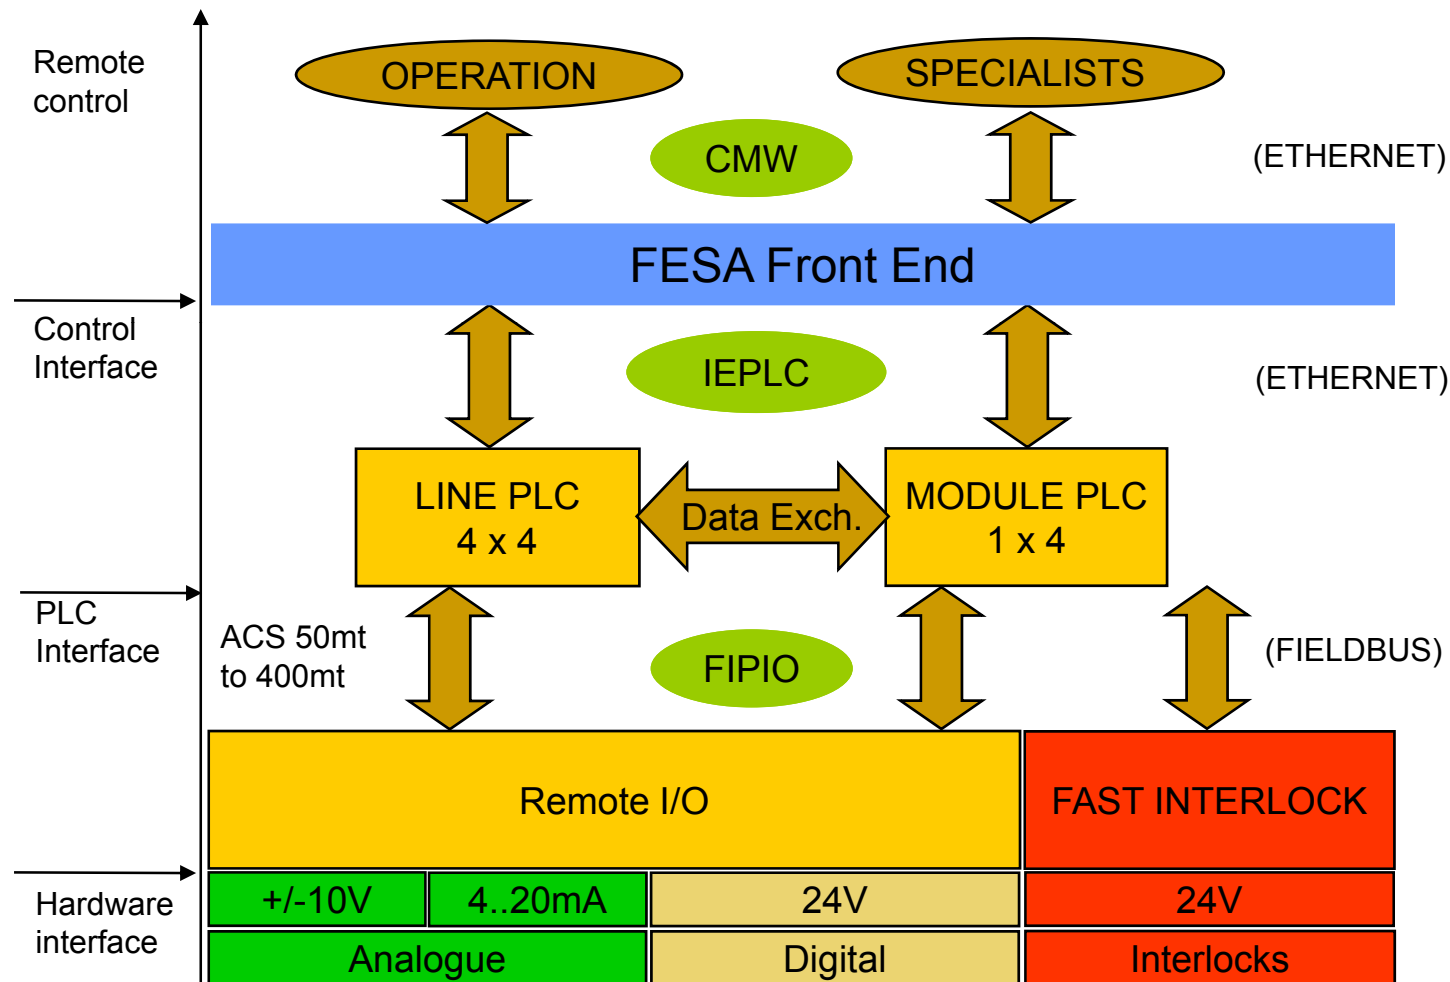 Remote
control
OPERATION
SPECIALISTS
CMW
(ETHERNET)
FESA Front End
Control
Interface
IEPLC
(ETHERNET)
LINE PLC
4 x 4
Data Exch.
MODULE PLC
1 x 4
PLC
Interface
ACS 50mt
to 400mt
FIPIO
(FIELDBUS)
Remote I/O
FAST INTERLOCK
Hardware
interface
+/-10V
4..20mA
24V
24V
Analogue
Digital
Interlocks